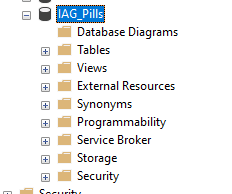 IAG_Pills
Database Diagrams
Tables
Views
External Resources
Synonyms
Programmability
Service Broker
Storage
Security
Security